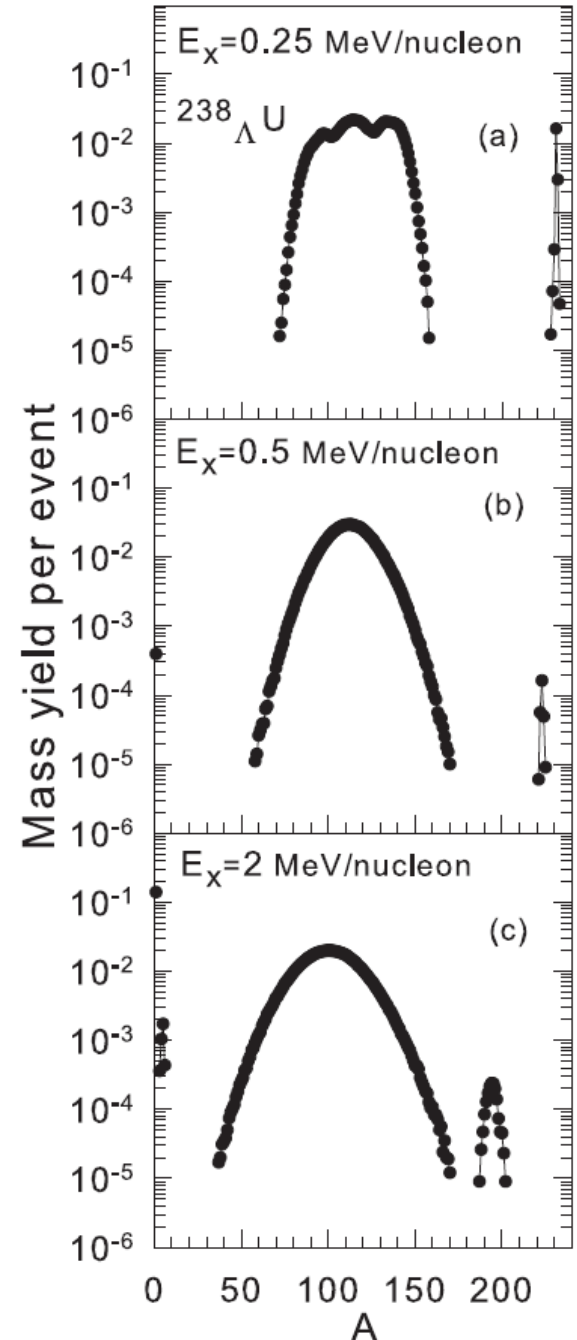 Mass yield per event
E_x=0.25 MeV/nucleon
10^-1
^238_ΛU
10^-2
(a)
10^-3
10^-4
10^-5
10^-6
E_x=0.5 MeV/nucleon
10^-1
(b)
10^-2
10^-3
10^-4
10^-5
10^-6
E_x=2 MeV/nucleon
10^-1
(c)
10^-2
10^-3
10^-4
10^-5
10^-6
0 50 100 150 200
A